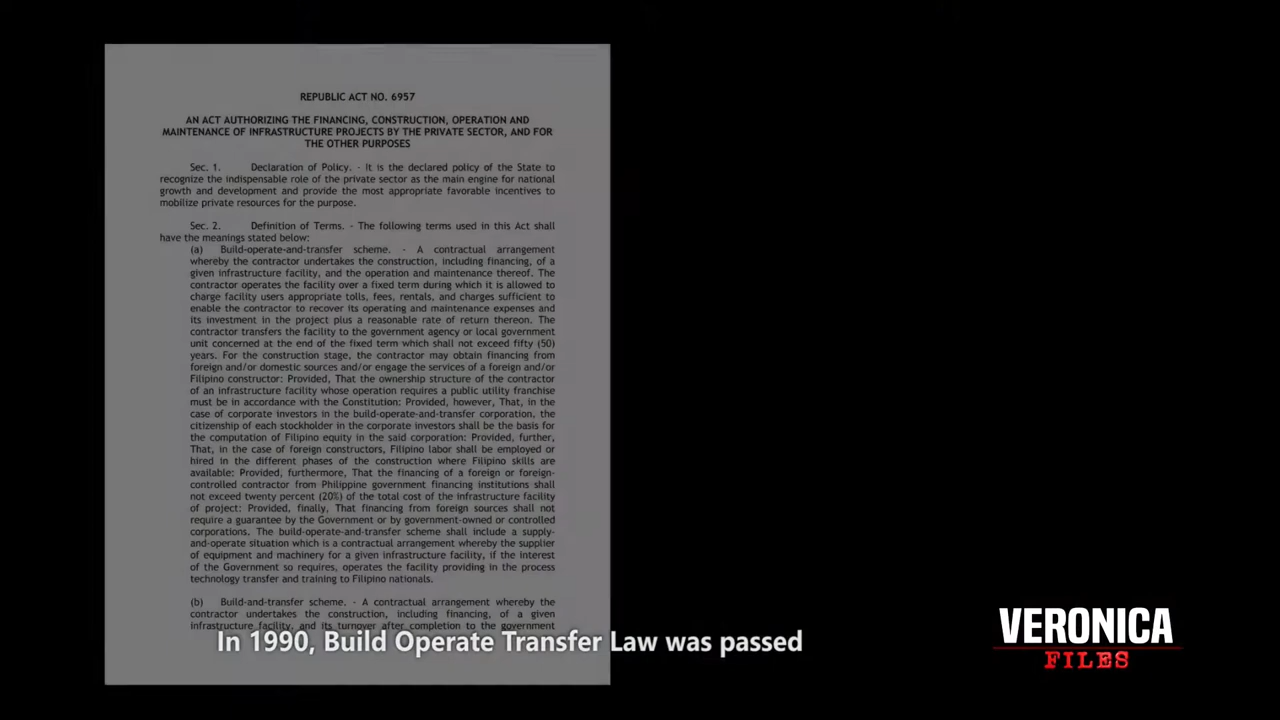 REPUBLIC ACT NO. 6957
AN ACT AUTHORIZING THE FINANCING, CONSTRUCTION, OPERATION AND
MAINTENANCE OF INFRASTRUCTURE PROJECTS BY THE PRIVATE SECTOR, AND FOR
THE OTHER PURPOSES
Sec. 1. Declaration of Policy. - It is the declared policy of the State to
recognize the indispensable role of the private sector as the main engine for national
growth and development and provide the most appropriate favorable incentives to
mobilize private resources for the purpose.
Sec. 2. Definition of Terms. - The following terms used in this Act shall
have the meanings stated below:
(a) Build-operate-and-transfer scheme. - A contractual arrangement
whereby the contractor undertakes the construction, including financing, of a
given infrastructure facility, and the operation and maintenance thereof. The
contractor operates the facility over a fixed term during which it is allowed to
charge facility users appropriate tolls, fees, rentals, and charges sufficient to
enable the contractor to recover its operating and maintenance expenses and
its investment in the project plus a reasonable rate of return thereon. The
contractor transfers the facility to the government agency or local government
unit concerned at the end of the fixed term which shall not exceed fifty (50)
years. For the construction stage, the contractor may obtain financing from
foreign and/or domestic sources and/or engage the services of a foreign and/or
Filipino constructor: Provided, That the ownership structure of the contractor
of an infrastructure facility whose operation requires a public utility franchise
must be in accordance with the Constitution: Provided, however, That, in the
case of corporate investors in the build-operate-and-transfer corporation, the
citizenship of each stockholder in the corporate investors shall be the basis for
the computation of Filipino equity in the said corporation: Provided, further,
That, in the case of foreign constructors, Filipino labor shall be employed or
hired in the different phases of the construction where Filipino skills are
available: Provided, furthermore, That the financing of a foreign or foreign-
controlled contractor from Philippine government financing institutions shall
not exceed twenty percent (20%) of the total cost of the infrastructure facility
of project: Provided, finally, That financing from foreign sources shall not
require a guarantee by the Government or by government-owned or controlled
corporations. The build-operate-and-transfer scheme shall include a supply-
and-operate situation which is a contractual arrangement whereby the supplier
of equipment and machinery for a given infrastructure facility, if the interest
of the Government so requires, operates the facility providing in the process
technology transfer and training to Filipino nationals.
(b) Build-and-transfer scheme. - A contractual arrangement whereby the
contractor undertakes the construction, including financing, of a given
infrastructure facility, and its turnover after completion to the government
In 1990, Build Operate Transfer Law was passed
VERONICA
FILES